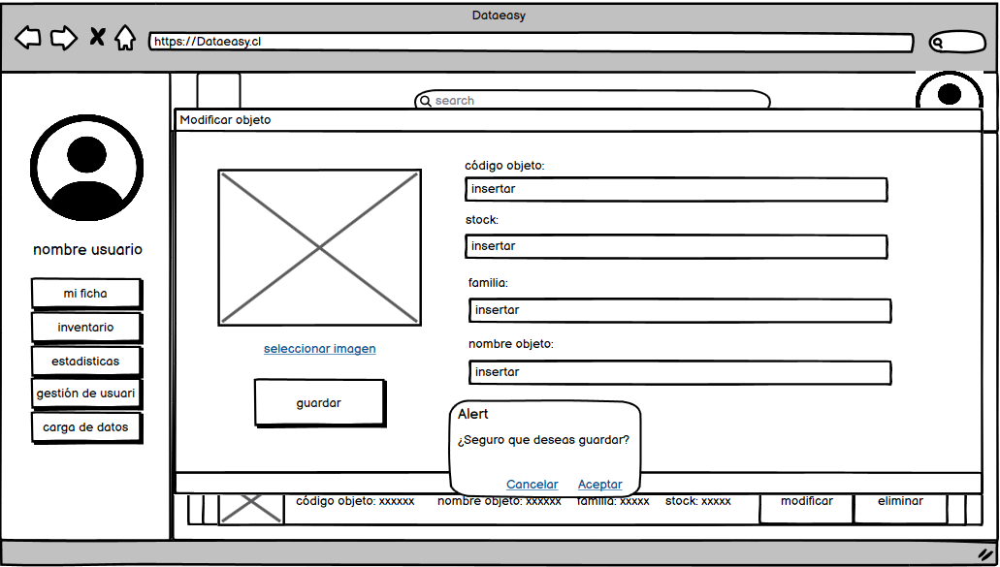 Dataeasy
https://Dataeasy.cl
search
Modificar objeto
nombre usuario
mi ficha
inventario
estadisticas
gestión de usuari
carga de datos
seleccionar imagen
guardar
código objeto:
insertar
stock:
insertar
familia:
insertar
nombre objeto:
insertar
Alert
¿Seguro que deseas guardar?
Cancelar Aceptar
código objeto: xxxxxx nombre objeto: xxxxxx familia: xxxxx stock: xxxxx modificar eliminar